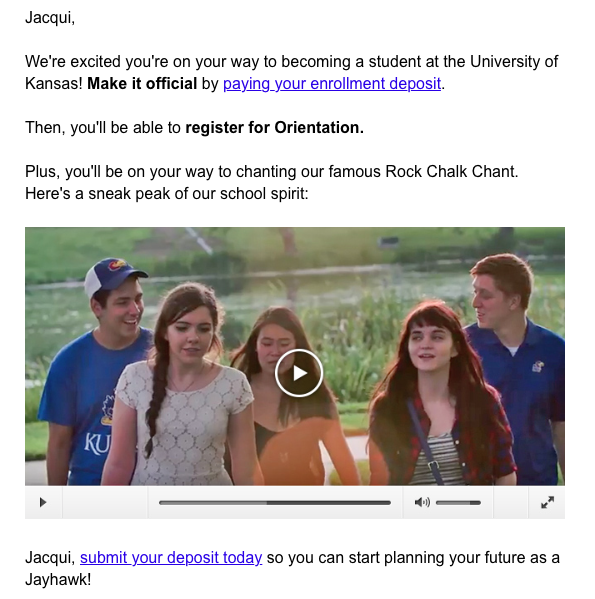 Jacqui,
We're excited you're on your way to becoming a student at the University of
Kansas! Make it official by paying your enrollment deposit.
Then, you'll be able to register for Orientation.
Plus, you'll be on your way to chanting our famous Rock Chalk Chant.
Here's a sneak peak of our school spirit:
KU
Jacqui, submit your deposit today so you can start planning your future as a
Jayhawk!